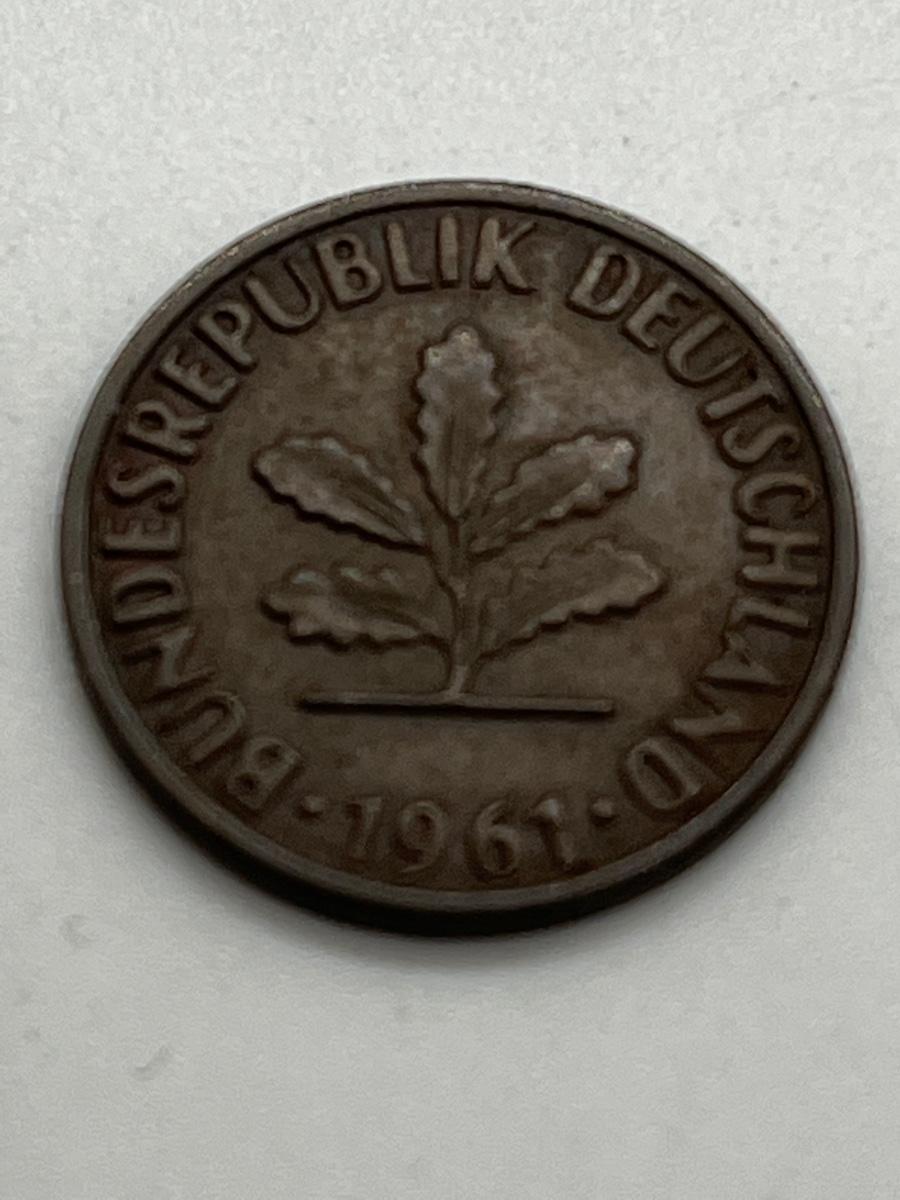 BUNDESREPUBLIK DEUTSCHLAND
· 1961 ·